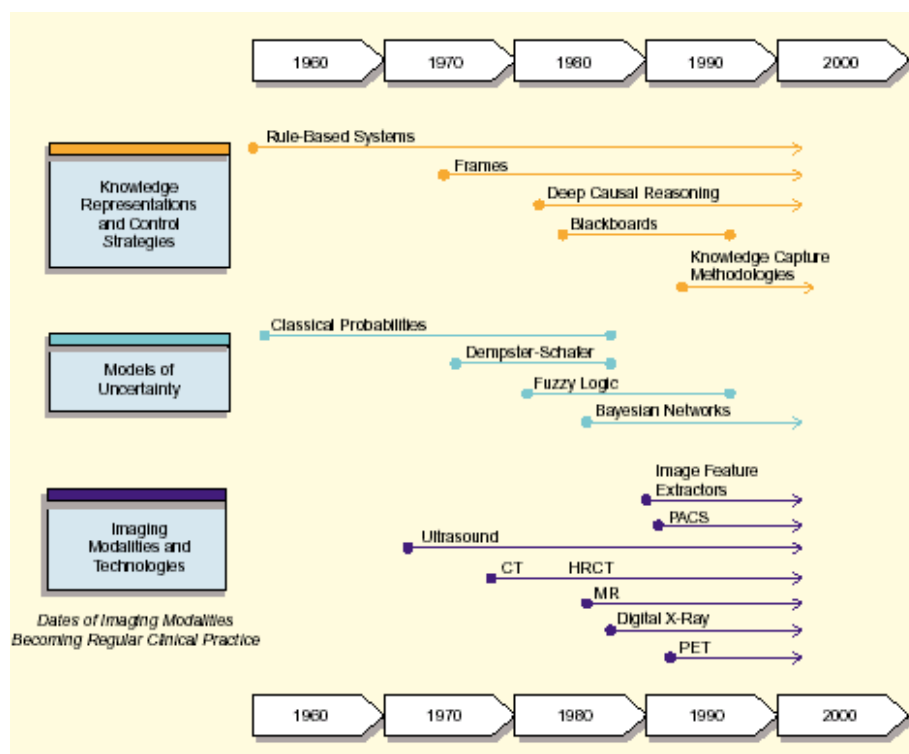 1960 1970 1980 1990 2000
Rule-Based Systems
Frames
Knowledge
Representations
and Control
Strategies
Deep Causal Reasoning
Blackboards
Knowledge Capture
Methodologies
Classical Probabilities
Models of
Uncertainty
Dempster-Schafer
Fuzzy Logic
Bayesian Networks
Image Feature
Extractors
PACS
Imaging
Modalities and
Technologies
Ultrasound
CT HRCT
MR
Digital X-Ray
PET
Dates of Imaging Modalities
Becoming Regular Clinical Practice
1960 1970 1980 1990 2000